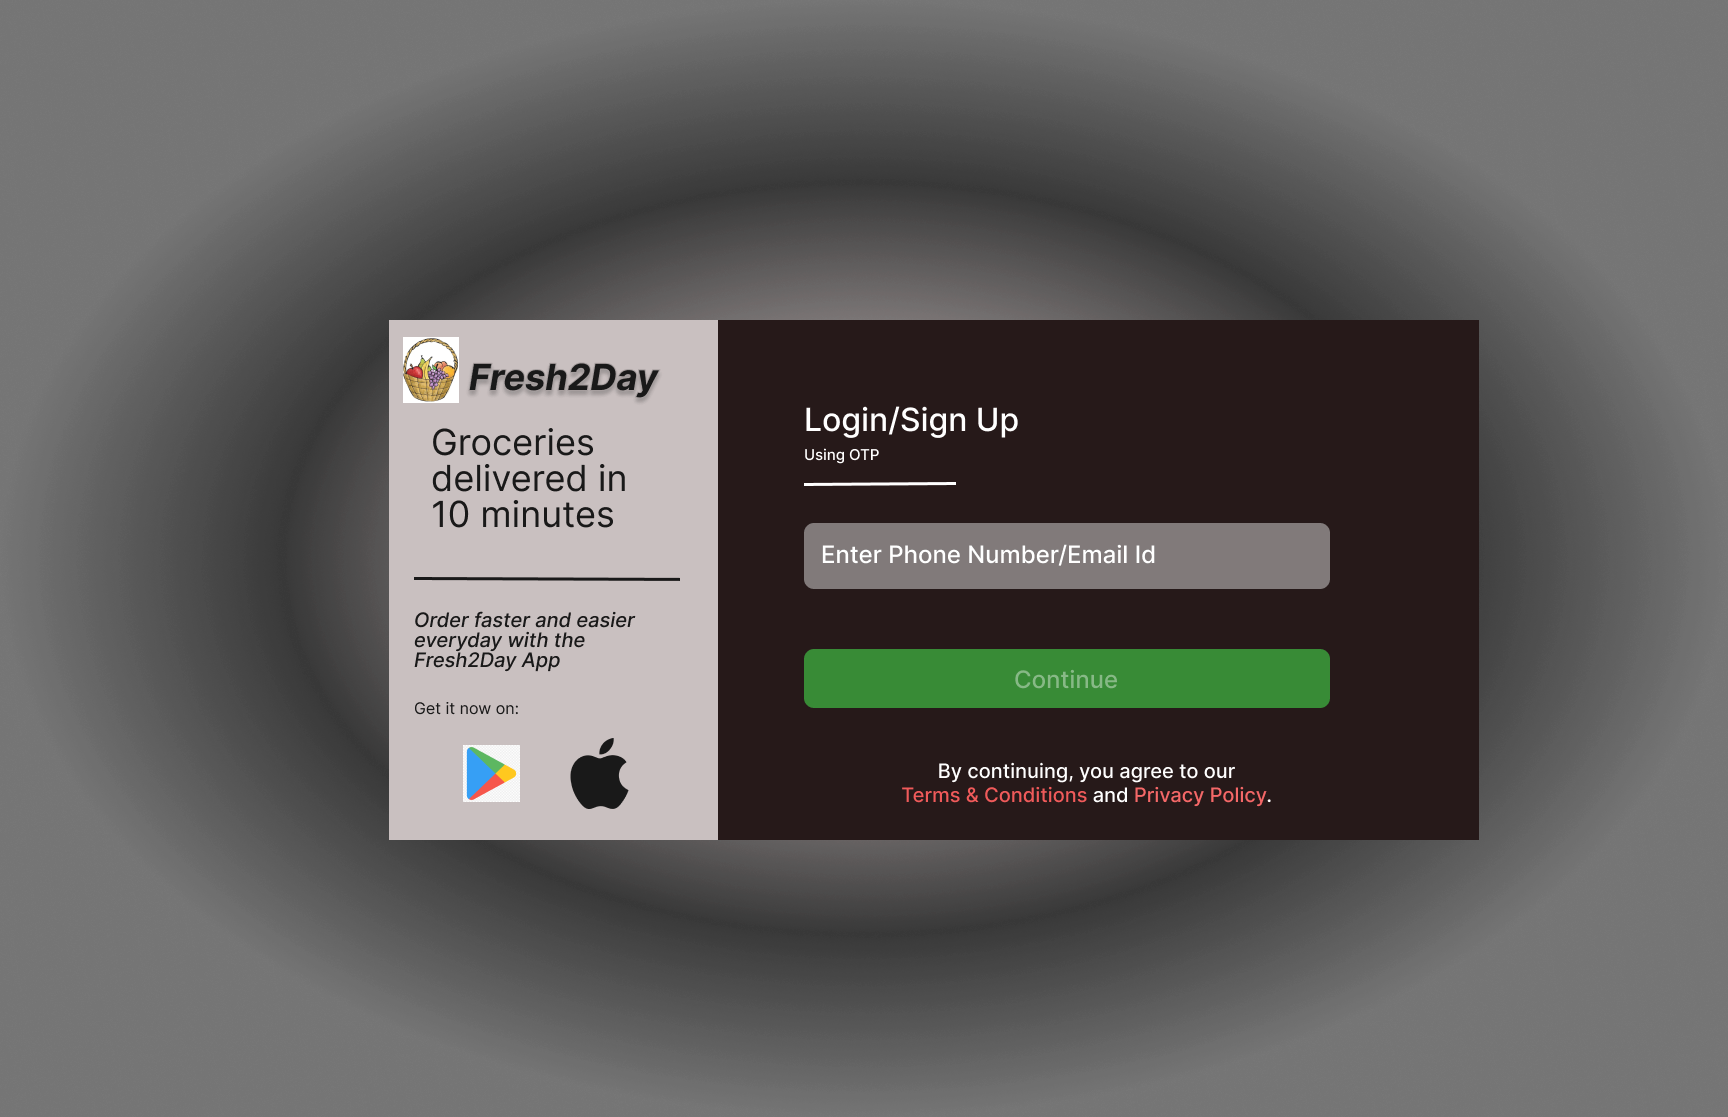 Fresh2Day
Groceries
delivered in
10 minutes
Order faster and easier
everyday with the
Fresh2Day App
Get it now on:
Login/Sign Up
Using OTP
Enter Phone Number/Email Id
Continue
By continuing, you agree to our
Terms & Conditions and Privacy Policy.